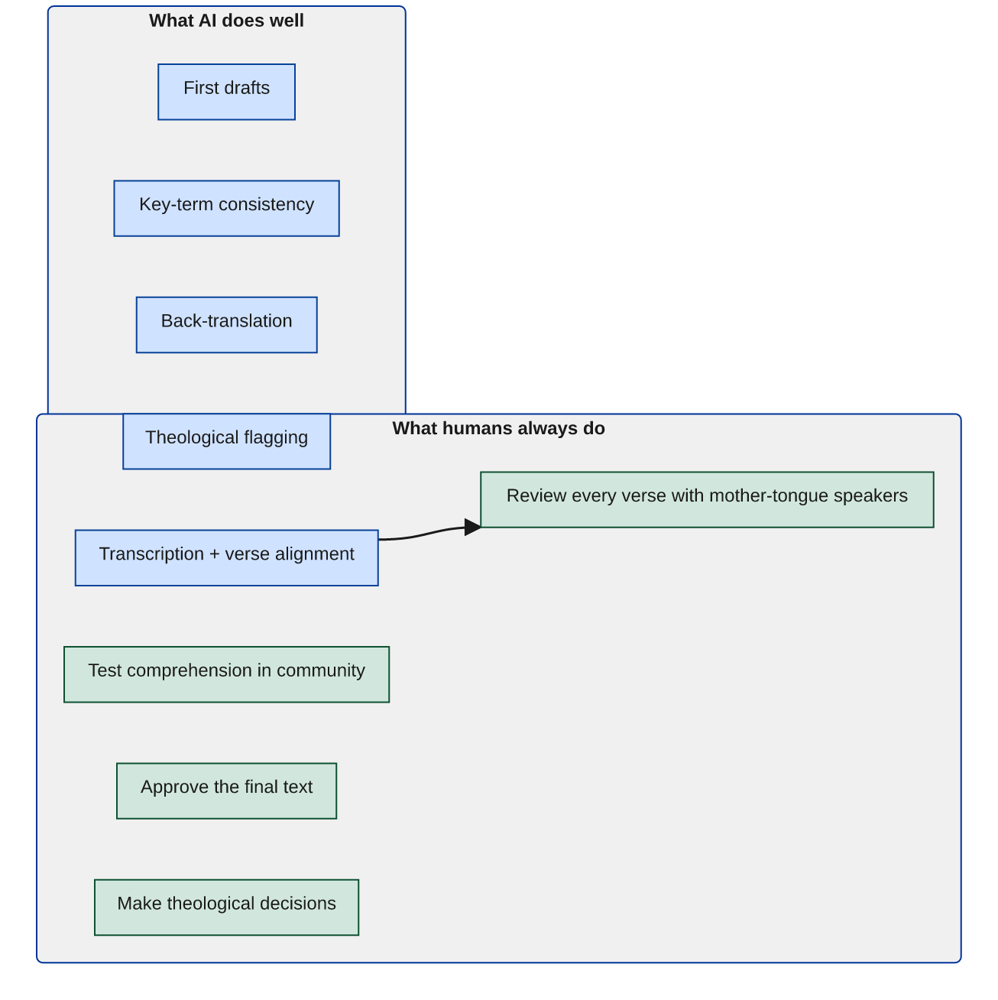 What AI does well
First drafts
Key-term consistency
Back-translation
Theological flagging
What humans always do
Review every verse with mother-tongue speakers
Transcription + verse alignment
Test comprehension in community
Approve the final text
Make theological decisions